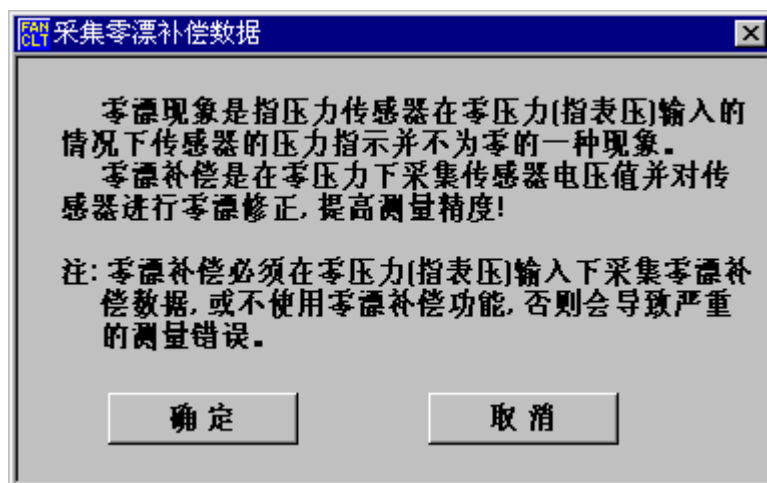 FAN
CLT 采集零漂补偿数据
零漂现象是指压力传感器在零压力(指表压)输入的
情况下传感器的压力指示并不为零的一种现象。
零漂补偿是在零压力下采集传感器电压值并对传
感器进行零漂修正,提高测量精度!
注: 零漂补偿必须在零压力(指表压)输入下采集零漂补
偿数据,或不使用零漂补偿功能,否则会导致严重
的测量错误。
确定
取消